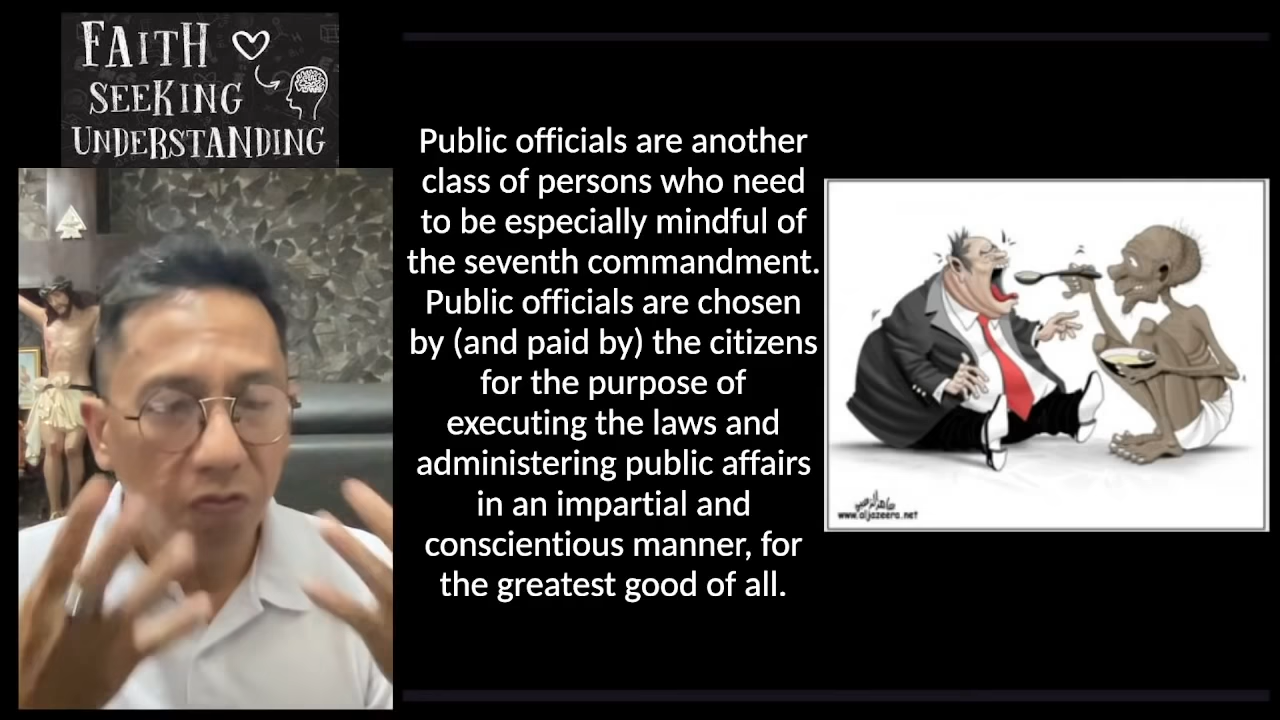 FAITH
SEEKING
UNDERSTANDING
Public officials are another
class of persons who need
to be especially mindful of
the seventh commandment.
Public officials are chosen
by (and paid by) the citizens
for the purpose of
executing the laws and
administering public affairs
in an impartial and
conscientious manner, for
the greatest good of all.
www.aljazeera.net